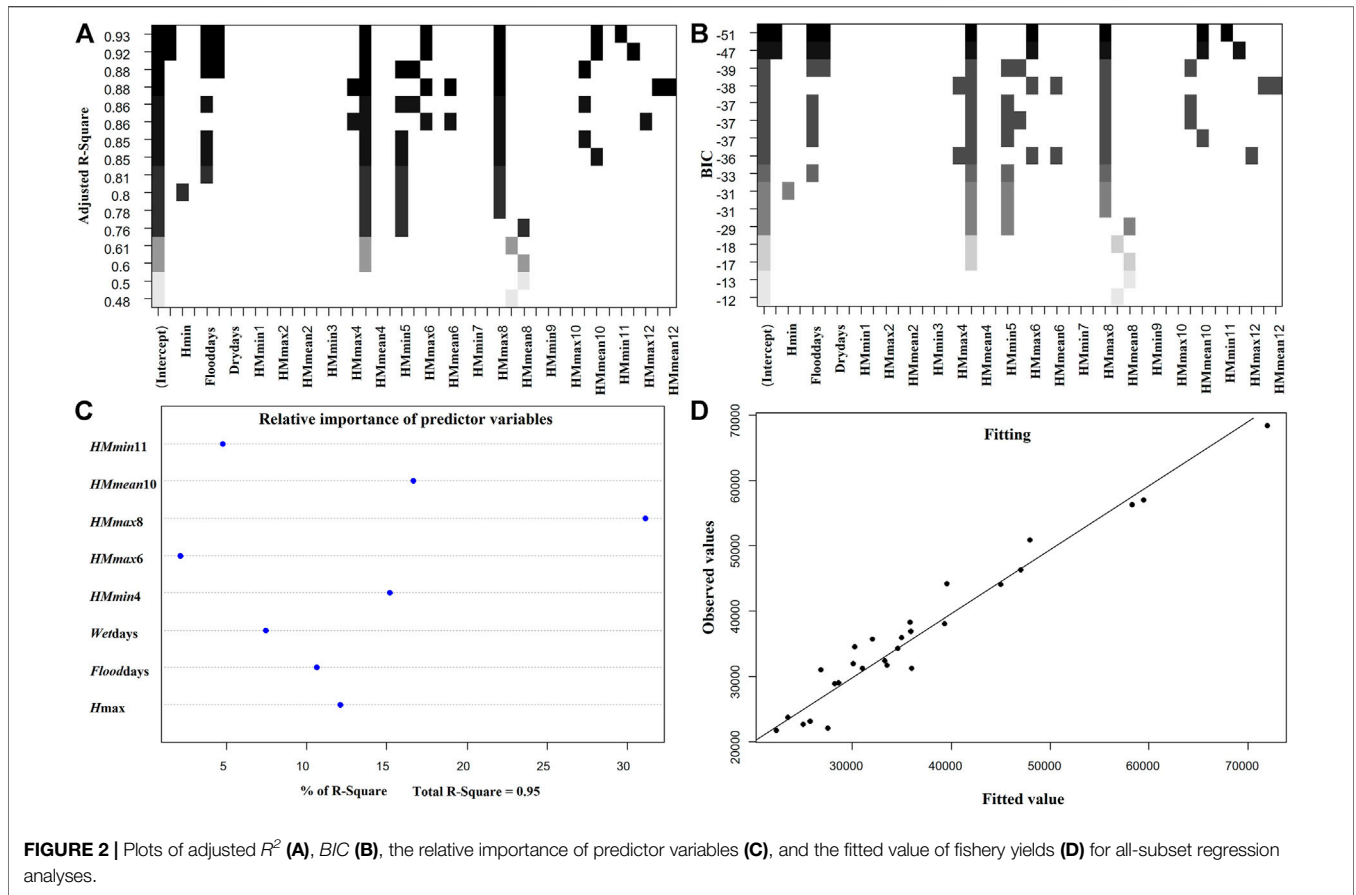 A
Adjusted R-Square
0.93
0.92
0.88
0.88
0.86
0.86
0.85
0.85
0.81
0.8
0.78
0.76
0.61
0.6
0.5
0.48
(Intercept)
Hmin
Flooddays
Drydays
HMmin1
HMmax2
HMmean2
HMmin3
HMmax4
HMmean4
HMmin5
HMmax6
HMmean6
HMmin7
HMmax8
HMmean8
HMmin9
HMmax10
HMmean10
HMmin11
HMmax12
HMmean12
B
BIC
-51
-47
-39
-38
-37
-37
-37
-36
-33
-31
-31
-29
-18
-17
-13
-12
(Intercept)
Hmin
Flooddays
Drydays
HMmin1
HMmax2
HMmean2
HMmin3
HMmax4
HMmean4
HMmin5
HMmax6
HMmean6
HMmin7
HMmax8
HMmean8
HMmin9
HMmax10
HMmean10
HMmin11
HMmax12
HMmean12
C
Relative importance of predictor variables
HMmin11
HMmean10
HMmax8
HMmax6
HMmin4
Wetdays
Flooddays
Hmax
5 10 15 20 25 30
% of R-Square Total R-Square = 0.95
D
Fitting
Observed values
70000
60000
50000
40000
30000
20000
30000 40000 50000 60000 70000
Fitted value
FIGURE 2 | Plots of adjusted R² (A), BIC (B), the relative importance of predictor variables (C), and the fitted value of fishery yields (D) for all-subset regression
analyses.